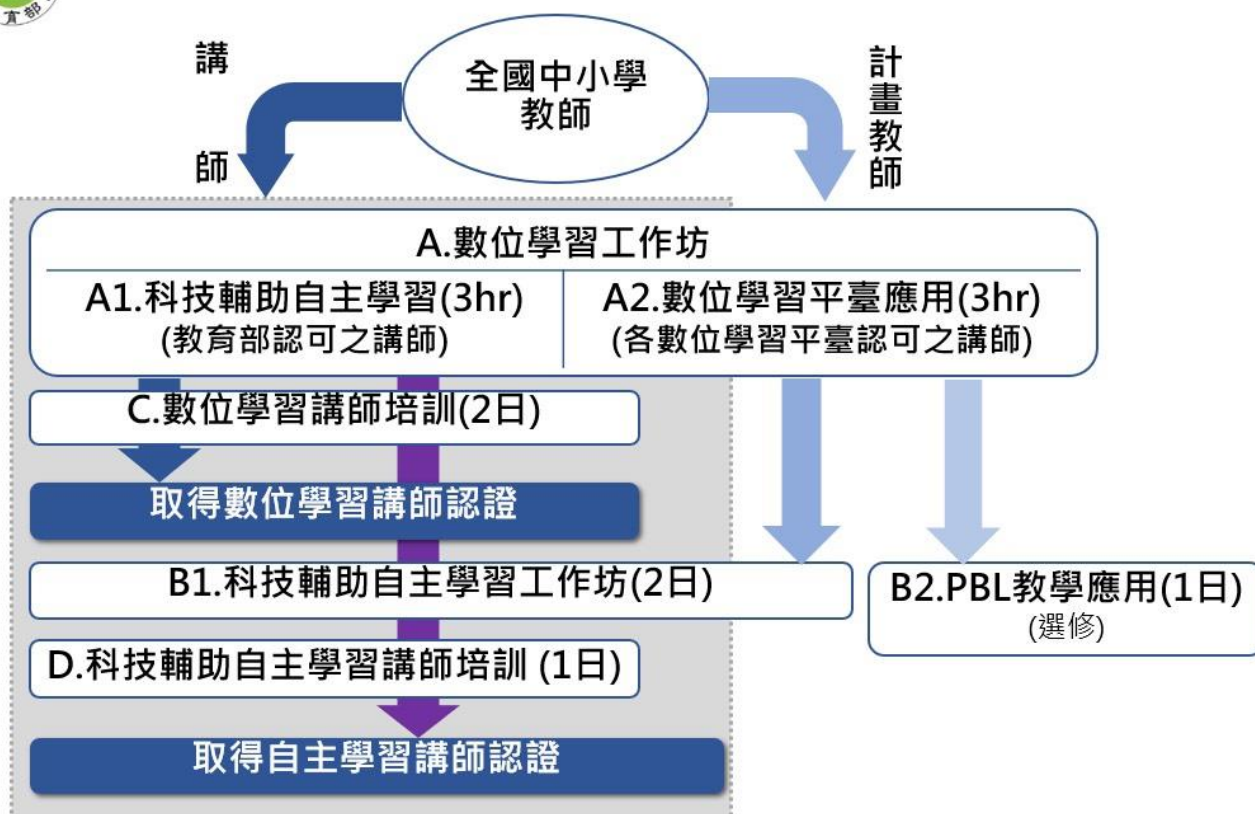 育部
講師
全國中小學
教師
計畫教師
A.數位學習工作坊
A1.科技輔助自主學習(3hr)
(教育部認可之講師)
A2.數位學習平臺應用(3hr)
(各數位學習平臺認可之講師)
C.數位學習講師培訓(2日)
取得數位學習講師認證
B1.科技輔助自主學習工作坊(2日)
B2.PBL教學應用(1日)
(選修)
D.科技輔助自主學習講師培訓 (1日)
取得自主學習講師認證